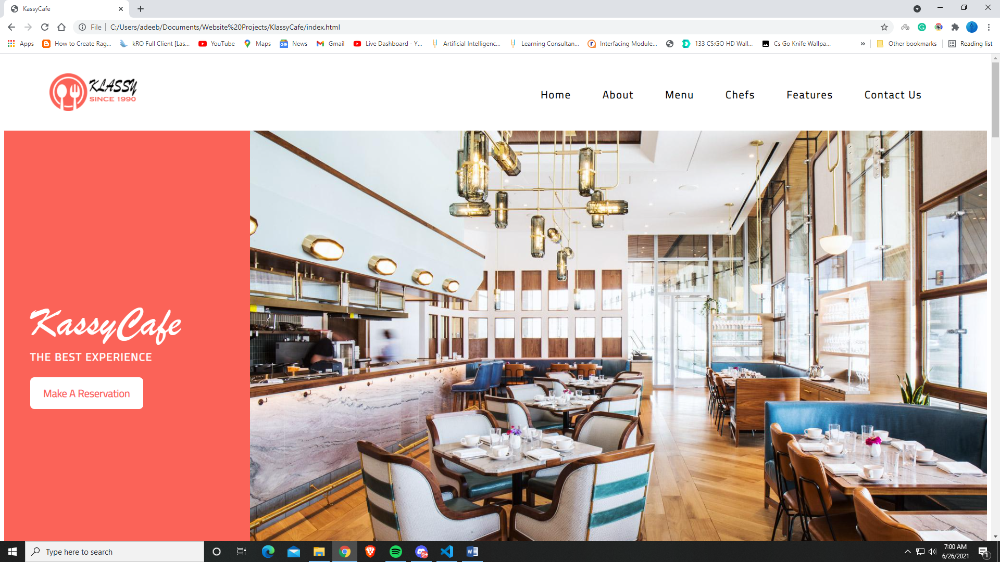 KassyCafe
File
C:/Users/adeeb/Documents/Website%20Projects/KlassyCafe/index.html
Apps
How to Create Rag...
kRO Full Client [Las...
YouTube
Maps
News
Gmail
Live Dashboard - Y...
Artificial Intelligenc...
Learning Consultan...
Interfacing Module...
133 CS:GO HD Wall...
Cs Go Knife Wallpa...
»
Other bookmarks
Reading list
KLASSY
SINCE 1990
Home
About
Menu
Chefs
Features
Contact Us
KassyCafe
THE BEST EXPERIENCE
Make A Reservation
Type here to search
9+
7:00 AM
6/26/2021
1